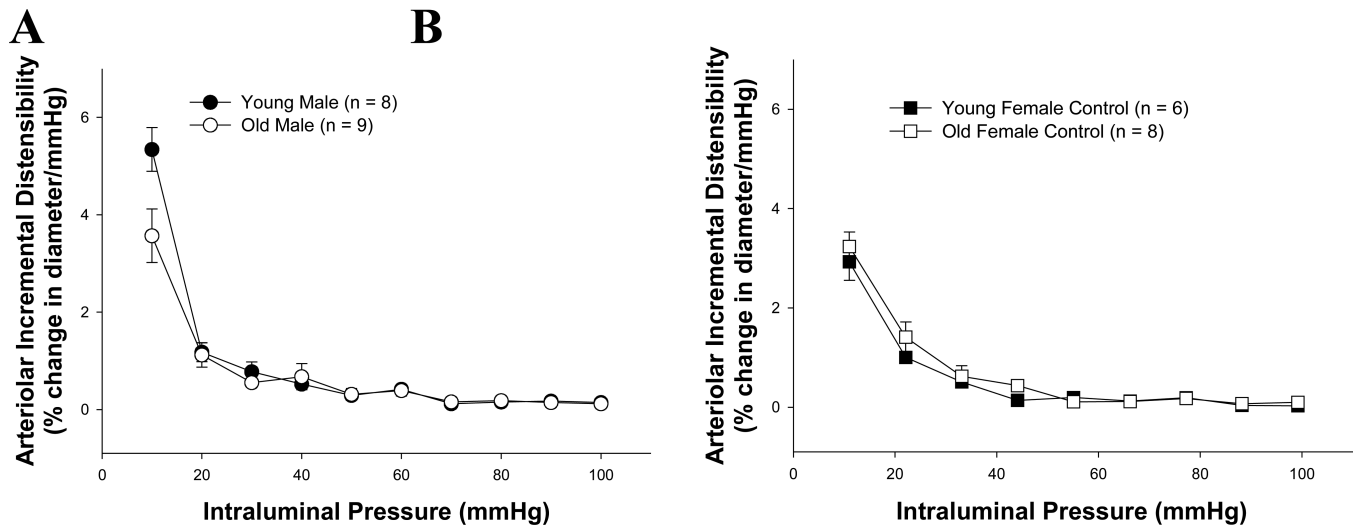 A
B
Arteriolar Incremental Distensibility
(% change in diameter/mmHg)
6
4
2
0
Young Male (n = 8)
Old Male (n = 9)
0 20 40 60 80 100
Intraluminal Pressure (mmHg)
Arteriolar Incremental Distensibility
(% change in diameter/mmHg)
6
4
2
0
Young Female Control (n = 6)
Old Female Control (n = 8)
0 20 40 60 80 100
Intraluminal Pressure (mmHg)